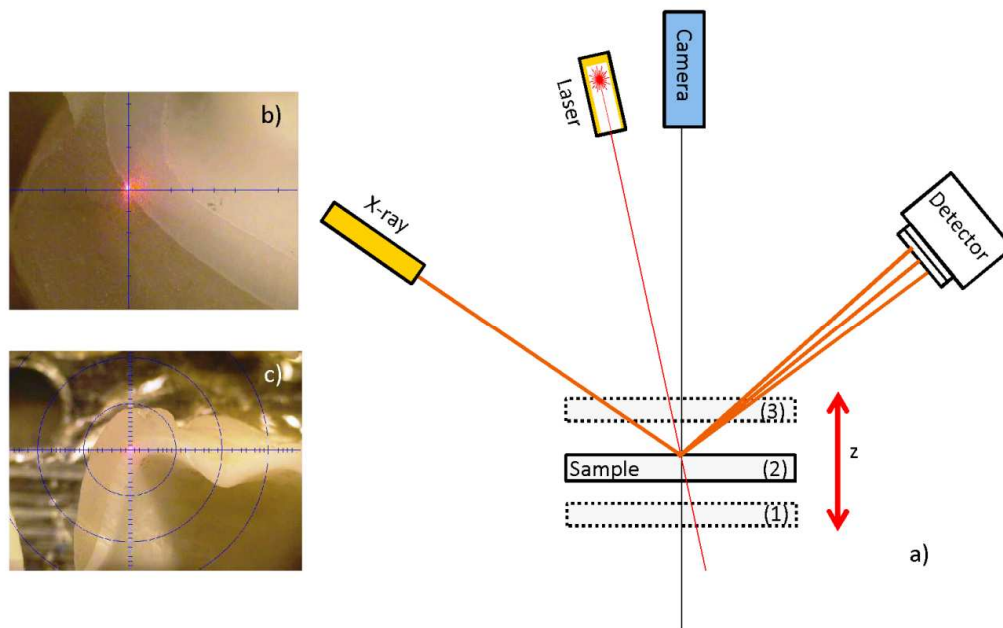 b)
c)
Camera
Laser
X-ray
Detector
(3)
Sample
(2)
(1)
z
a)